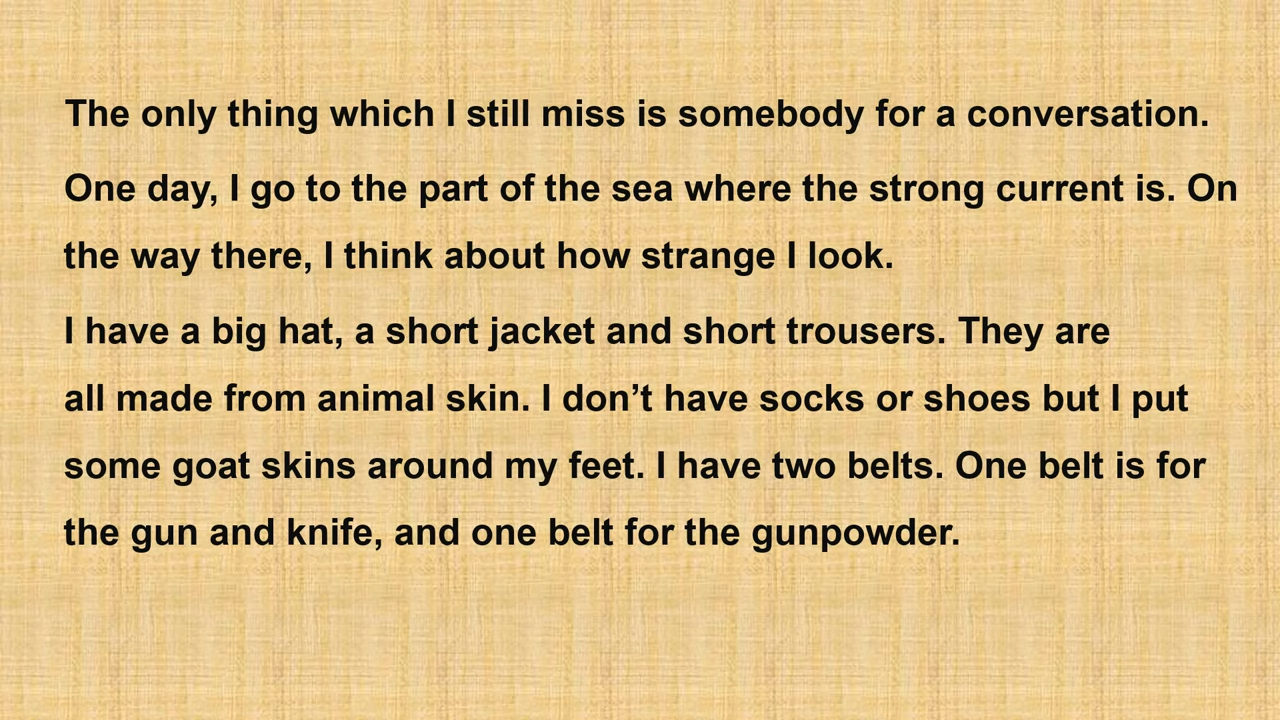 The only thing which I still miss is somebody for a conversation.
One day, I go to the part of the sea where the strong current is. On
the way there, I think about how strange I look.
I have a big hat, a short jacket and short trousers. They are
all made from animal skin. I don’t have socks or shoes but I put
some goat skins around my feet. I have two belts. One belt is for
the gun and knife, and one belt for the gunpowder.